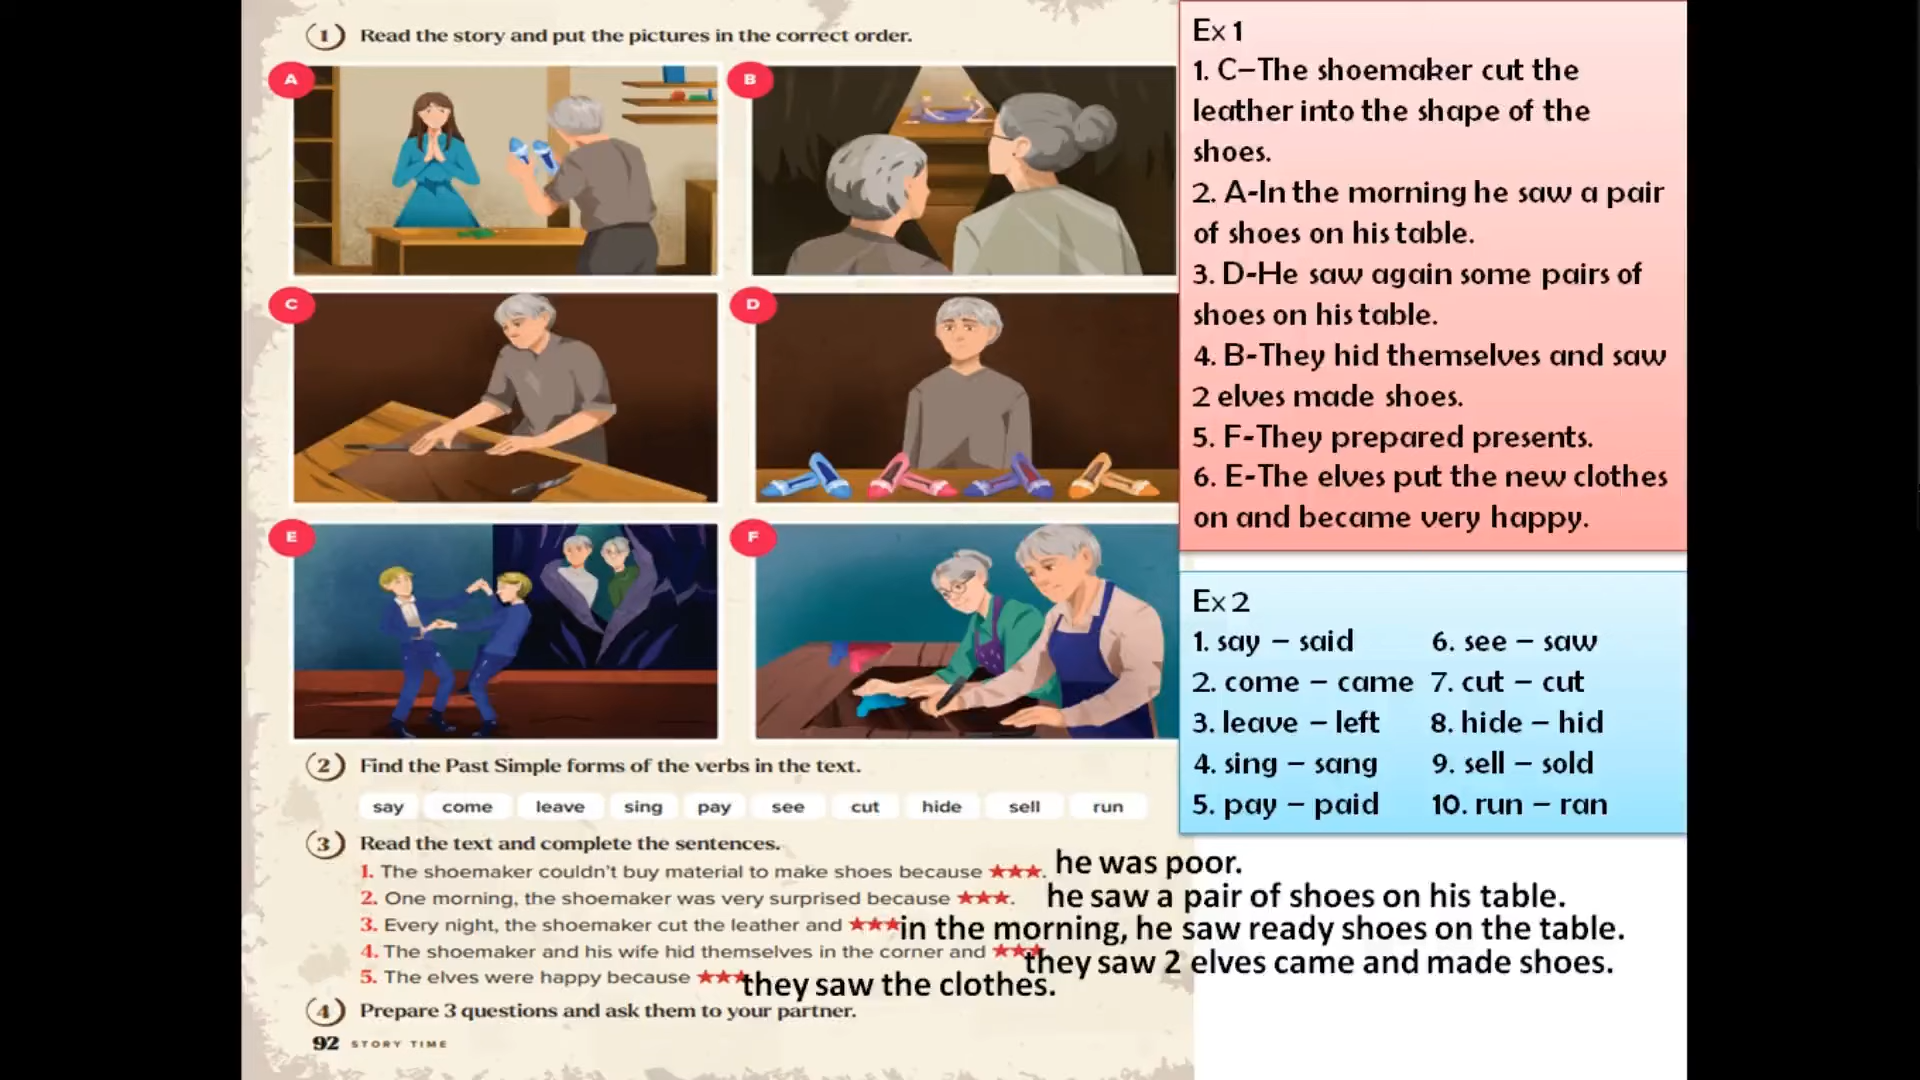 1 Read the story and put the pictures in the correct order.
A
B
C
D
E
F
2 Find the Past Simple forms of the verbs in the text.
say come leave sing pay see cut hide sell run
3 Read the text and complete the sentences.
1. The shoemaker couldn't buy material to make shoes because ★★★. he was poor.
2. One morning, the shoemaker was very surprised because ★★★. he saw a pair of shoes on his table.
3. Every night, the shoemaker cut the leather and ★★★ in the morning, he saw ready shoes on the table.
4. The shoemaker and his wife hid themselves in the corner and ★★★ they saw 2 elves came and made shoes.
5. The elves were happy because ★★★ they saw the clothes.
4 Prepare 3 questions and ask them to your partner.
92 STORY TIME
Ex 1
1. C–The shoemaker cut the
leather into the shape of the
shoes.
2. A-In the morning he saw a pair
of shoes on his table.
3. D-He saw again some pairs of
shoes on his table.
4. B-They hid themselves and saw
2 elves made shoes.
5. F-They prepared presents.
6. E-The elves put the new clothes
on and became very happy.
Ex 2
1. say – said 6. see – saw
2. come – came 7. cut – cut
3. leave – left 8. hide – hid
4. sing – sang 9. sell – sold
5. pay – paid 10. run – ran